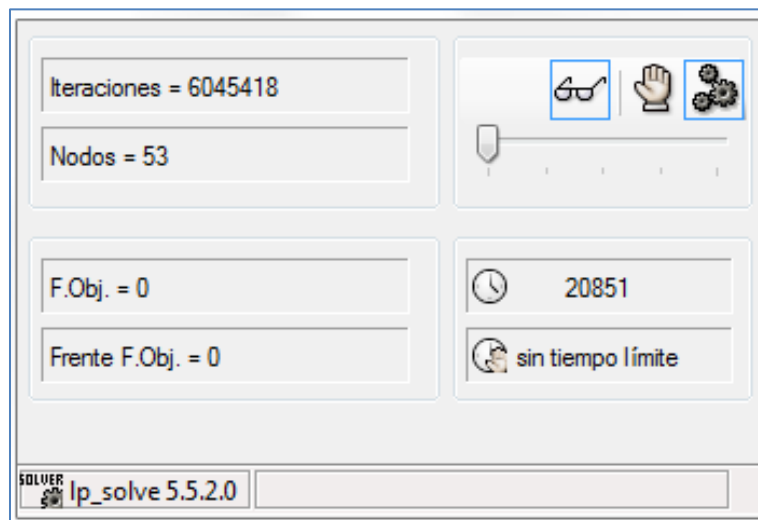 Iteraciones = 6045418
Nodos = 53
F.Obj. = 0
20851
Frente F.Obj. = 0
sin tiempo límite
SOLVER
lp_solve 5.5.2.0